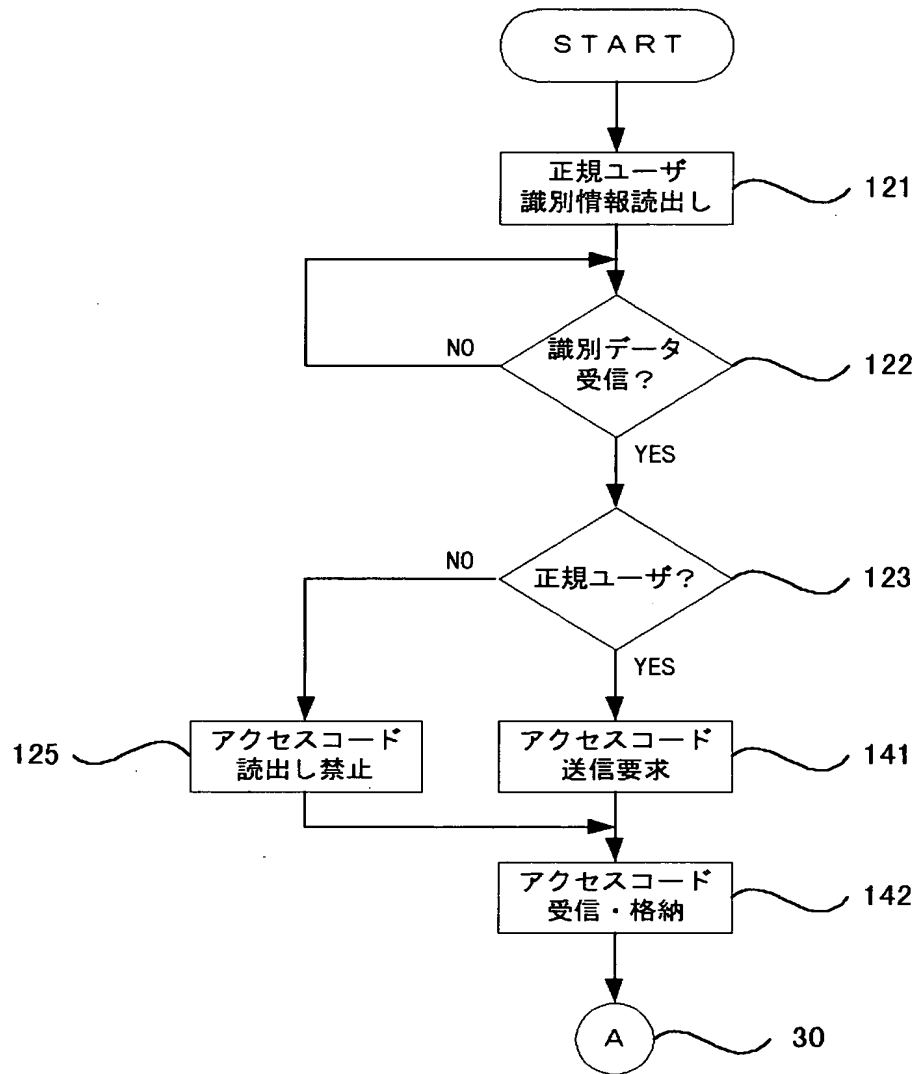 START
正規ユーザ
識別情報読出し
121
識別データ
受信？
122
NO
YES
正規ユーザ？
123
NO
YES
アクセスコード
読出し禁止
125
アクセスコード
送信要求
141
アクセスコード
受信・格納
142
A
30